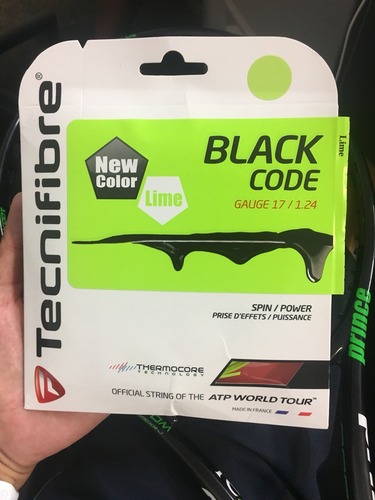 Tecnifibre®
New
Color
Lime
BLACK
CODE
GAUGE 17 / 1.24
Lime
SPIN / POWER
PRISE D'EFFETS / PUISSANCE
THERMOCORE
TECHNOLOGY
OFFICIAL STRING OF THE ATP WORLD TOUR™
MADE IN FRANCE
prince